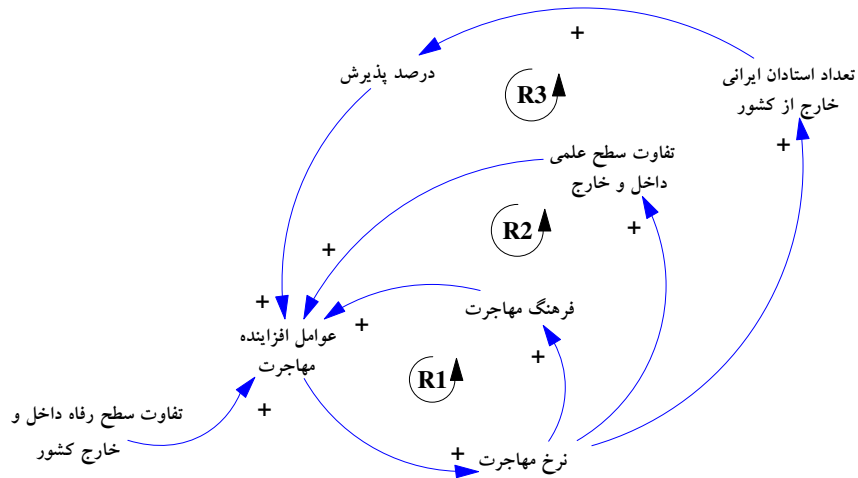 +
تعداد استادان ایرانی
خارج از کشور
درصد پذیرش
R3
+
تفاوت سطح علمی
داخل و خارج
R2
+
+
+
فرهنگ مهاجرت
+
+
عوامل افزاینده
مهاجرت
+
R1
+
تفاوت سطح رفاه داخل و
خارج کشور
+
نرخ مهاجرت